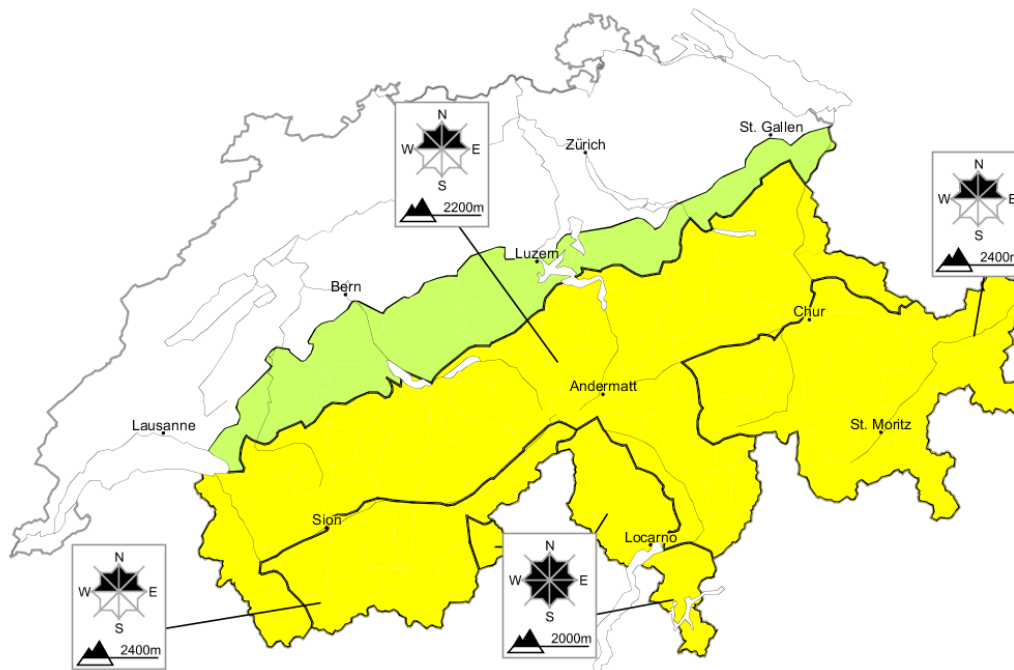 St. Gallen
Zürich
N
W E
S
2200m
N
W E
S
2400m
Luzern
Bern
Chur
Andermatt
Lausanne
St. Moritz
Sion
Locarno
N
W E
S
2400m
N
W E
S
2000m